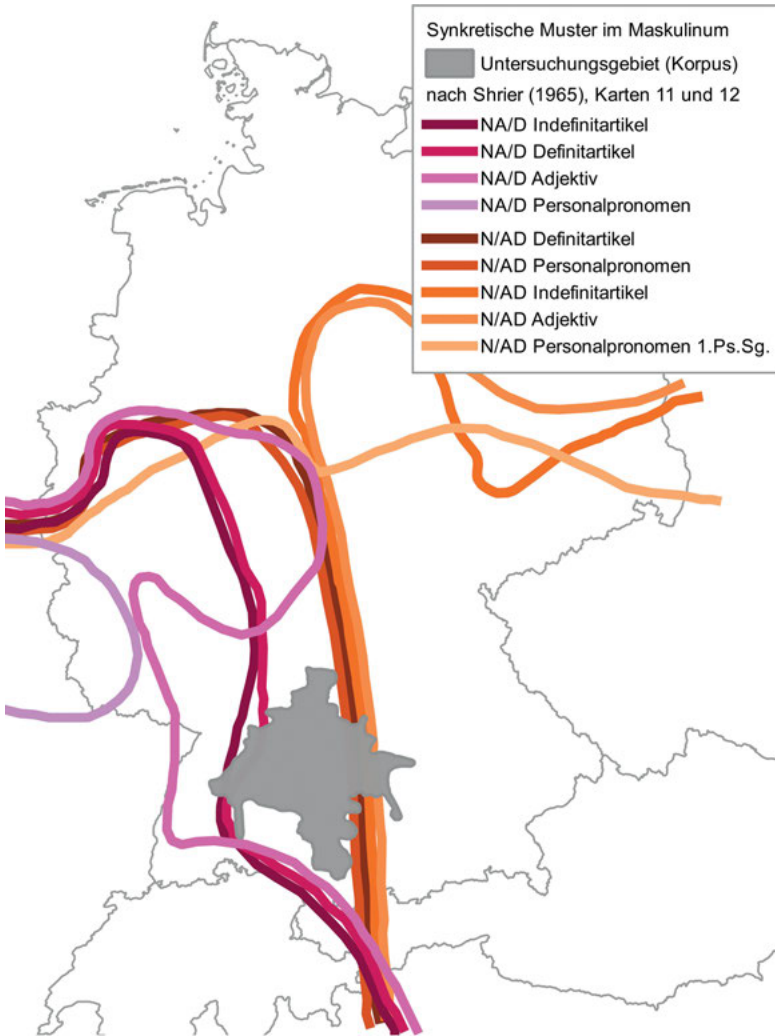 Synkretische Muster im Maskulinum
Untersuchungsgebiet (Korpus)
nach Shrier (1965), Karten 11 und 12
NA/D Indefinitartikel
NA/D Definitartikel
NA/D Adjektiv
NA/D Personalpronomen
N/AD Definitartikel
N/AD Personalpronomen
N/AD Indefinitartikel
N/AD Adjektiv
N/AD Personalpronomen 1.Ps.Sg.